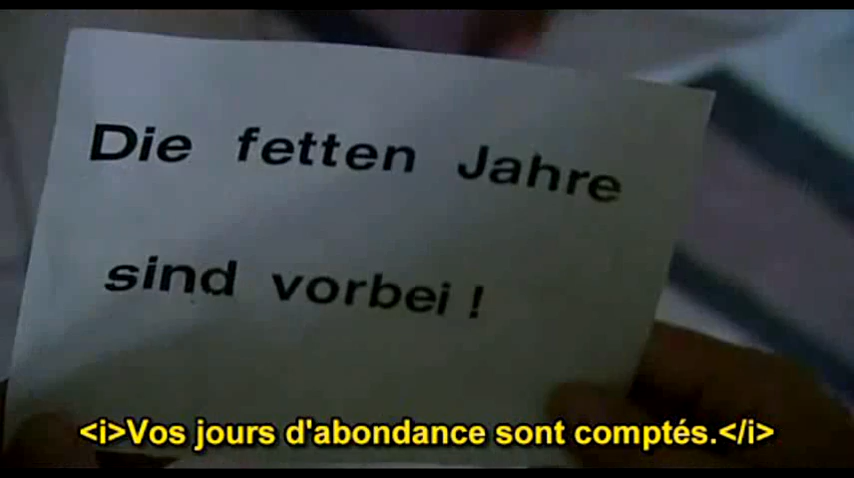 Die fetten Jahre
sind vorbei !
<i>Vos jours d'abondance sont comptés.</i>